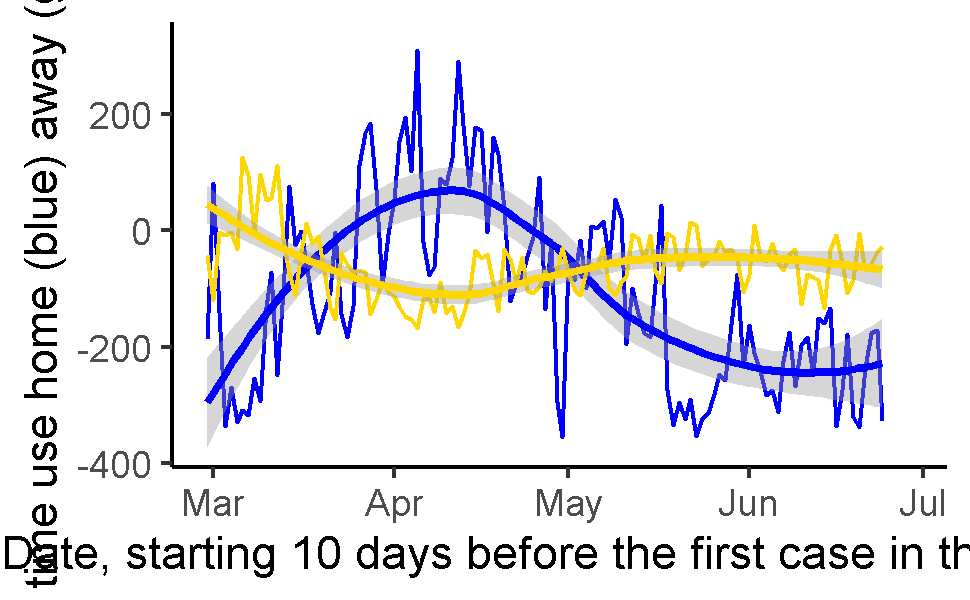 time use home (blue) away (
200
0
-200
-400
Mar Apr May Jun Jul
Date, starting 10 days before the first case in th